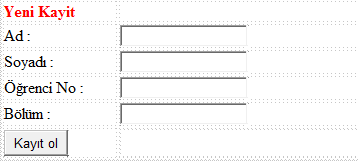 Yeni Kayit
Ad :
Soyadı :
Öğrenci No :
Bölüm :
Kayıt ol